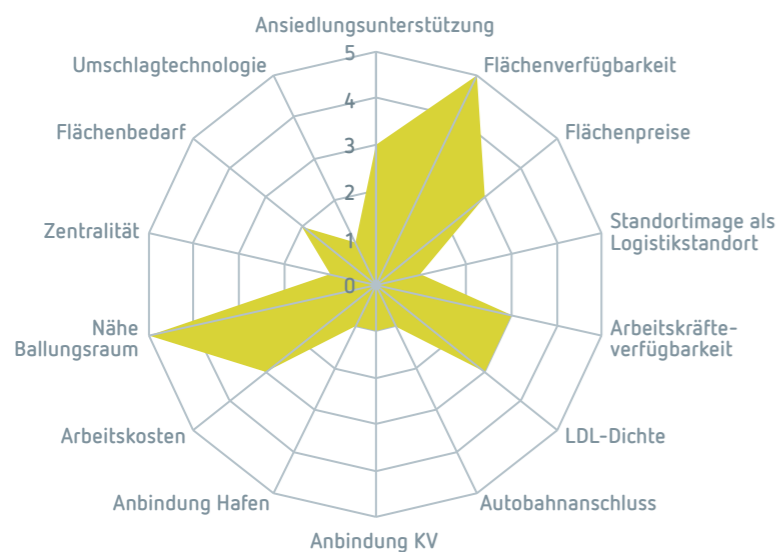 Ansiedlungsunterstützung
Flächenverfügbarkeit
Flächenpreise
Standortimage als
Logistikstandort
Arbeitskräfte-
verfügbarkeit
LDL-Dichte
Autobahnanschluss
Anbindung KV
Anbindung Hafen
Arbeitskosten
Nähe
Ballungsraum
Zentralität
Flächenbedarf
Umschlagtechnologie
5
4
3
2
1
0